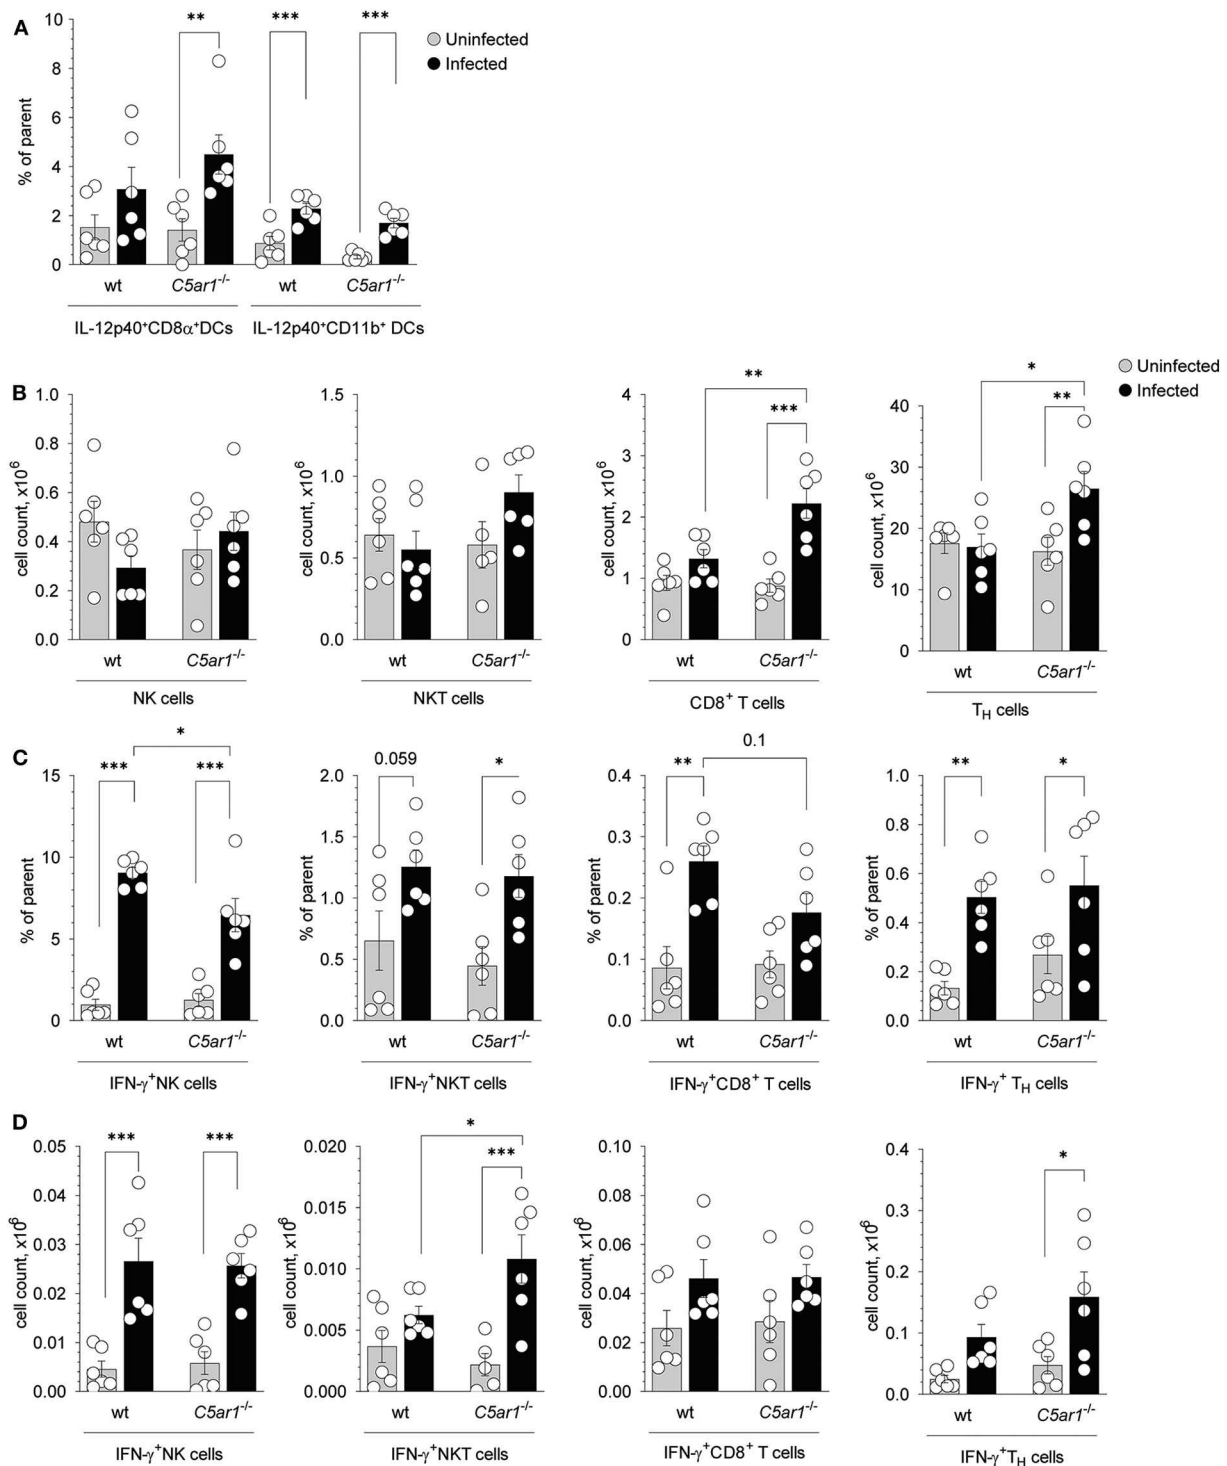 A
% of parent
10
8
6
4
2
0
** *** ***
Uninfected
Infected
wt C5ar1-/- wt C5ar1-/-
IL-12p40+CD8α+DCs IL-12p40+CD11b+ DCs
B
Uninfected
Infected
cell count, x10^6
1.0
0.8
0.6
0.4
0.2
0.0
wt C5ar1-/-
NK cells
cell count, x10^6
1.5
1.0
0.5
0.0
wt C5ar1-/-
NKT cells
cell count, x10^6
4
3
2
1
0
**
***
wt C5ar1-/-
CD8+ T cells
cell count, x10^6
40
30
20
10
0
*
**
wt C5ar1-/-
TH cells
C
% of parent
15
10
5
0
*
*** ***
wt C5ar1-/-
IFN-γ+NK cells
% of parent
2.0
1.5
1.0
0.5
0.0
0.059 *
wt C5ar1-/-
IFN-γ+NKT cells
% of parent
0.4
0.3
0.2
0.1
0.0
** 0.1
wt C5ar1-/-
IFN-γ+CD8+ T cells
% of parent
1.0
0.8
0.6
0.4
0.2
0.0
** *
wt C5ar1-/-
IFN-γ+ TH cells
D
cell count, x10^6
0.05
0.04
0.03
0.02
0.01
0.00
*** ***
wt C5ar1-/-
IFN-γ+NK cells
cell count, x10^6
0.020
0.015
0.010
0.005
0.000
*
***
wt C5ar1-/-
IFN-γ+NKT cells
cell count, x10^6
0.10
0.08
0.06
0.04
0.02
0.00
wt C5ar1-/-
IFN-γ+CD8+ T cells
cell count, x10^6
0.4
0.3
0.2
0.1
0.0
*
wt C5ar1-/-
IFN-γ+TH cells